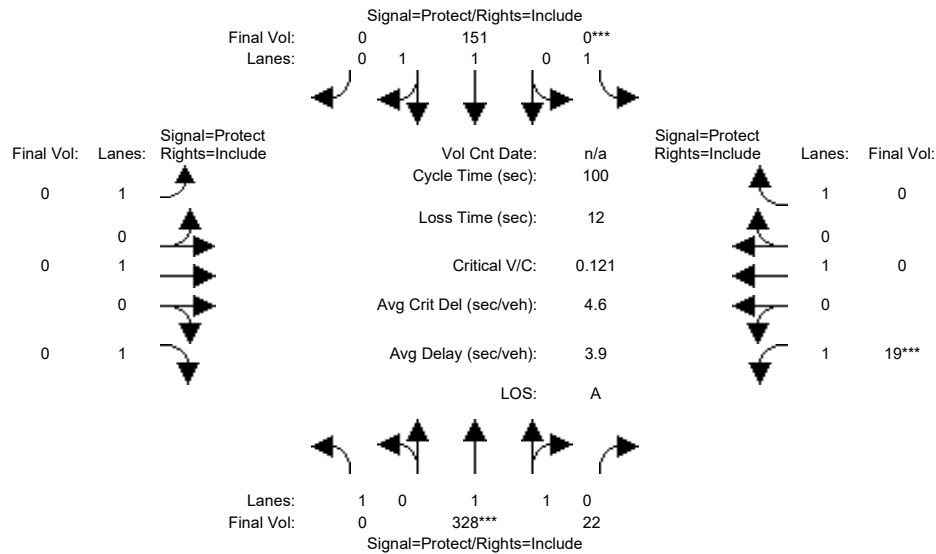 Signal=Protect/Rights=Include
Final Vol: 0 151 0***
Lanes: 0 1 1 0 1
Signal=Protect Signal=Protect
Final Vol: Lanes: Rights=Include Vol Cnt Date: n/a Rights=Include Lanes: Final Vol:
Cycle Time (sec): 100
0 1 1 0
Loss Time (sec): 12
0 0
0 1 Critical V/C: 0.121 1 0
0 Avg Crit Del (sec/veh): 4.6 0
0 1 Avg Delay (sec/veh): 3.9 1 19***
LOS: A
Lanes: 1 0 1 1 0
Final Vol: 0 328*** 22
Signal=Protect/Rights=Include